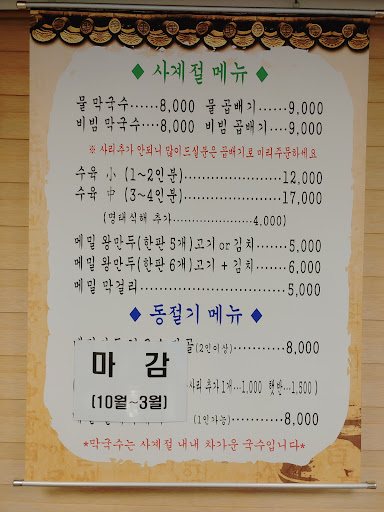 ◆ 사계절 메뉴 ◆
물 막국수······8,000 물 곱배기······9,000
비빔 막국수······8,000 비빔 곱배기····9,000
※ 사리추가 안되니 많이드실분은 곱배기로 미리주문하세요
수육 小 (1~2인분)··················12,000
수육 中 (3~4인분)··················17,000
(명태식해 추가····················4,000)
메밀 왕만두(한판 5개)고기 or 김치······5,000
메밀 왕만두(한판 6개)고기 + 김치······6,000
메밀 막걸리·························5,000
◆ 동절기 메뉴 ◆
골(2인이상)···········8,000
마 감
사리 추가 1개...1,000 햇반...1,500 )
(10월~3월)
(1인가능)···········8,000
*막국수는 사계절 내내 차가운 국수입니다*